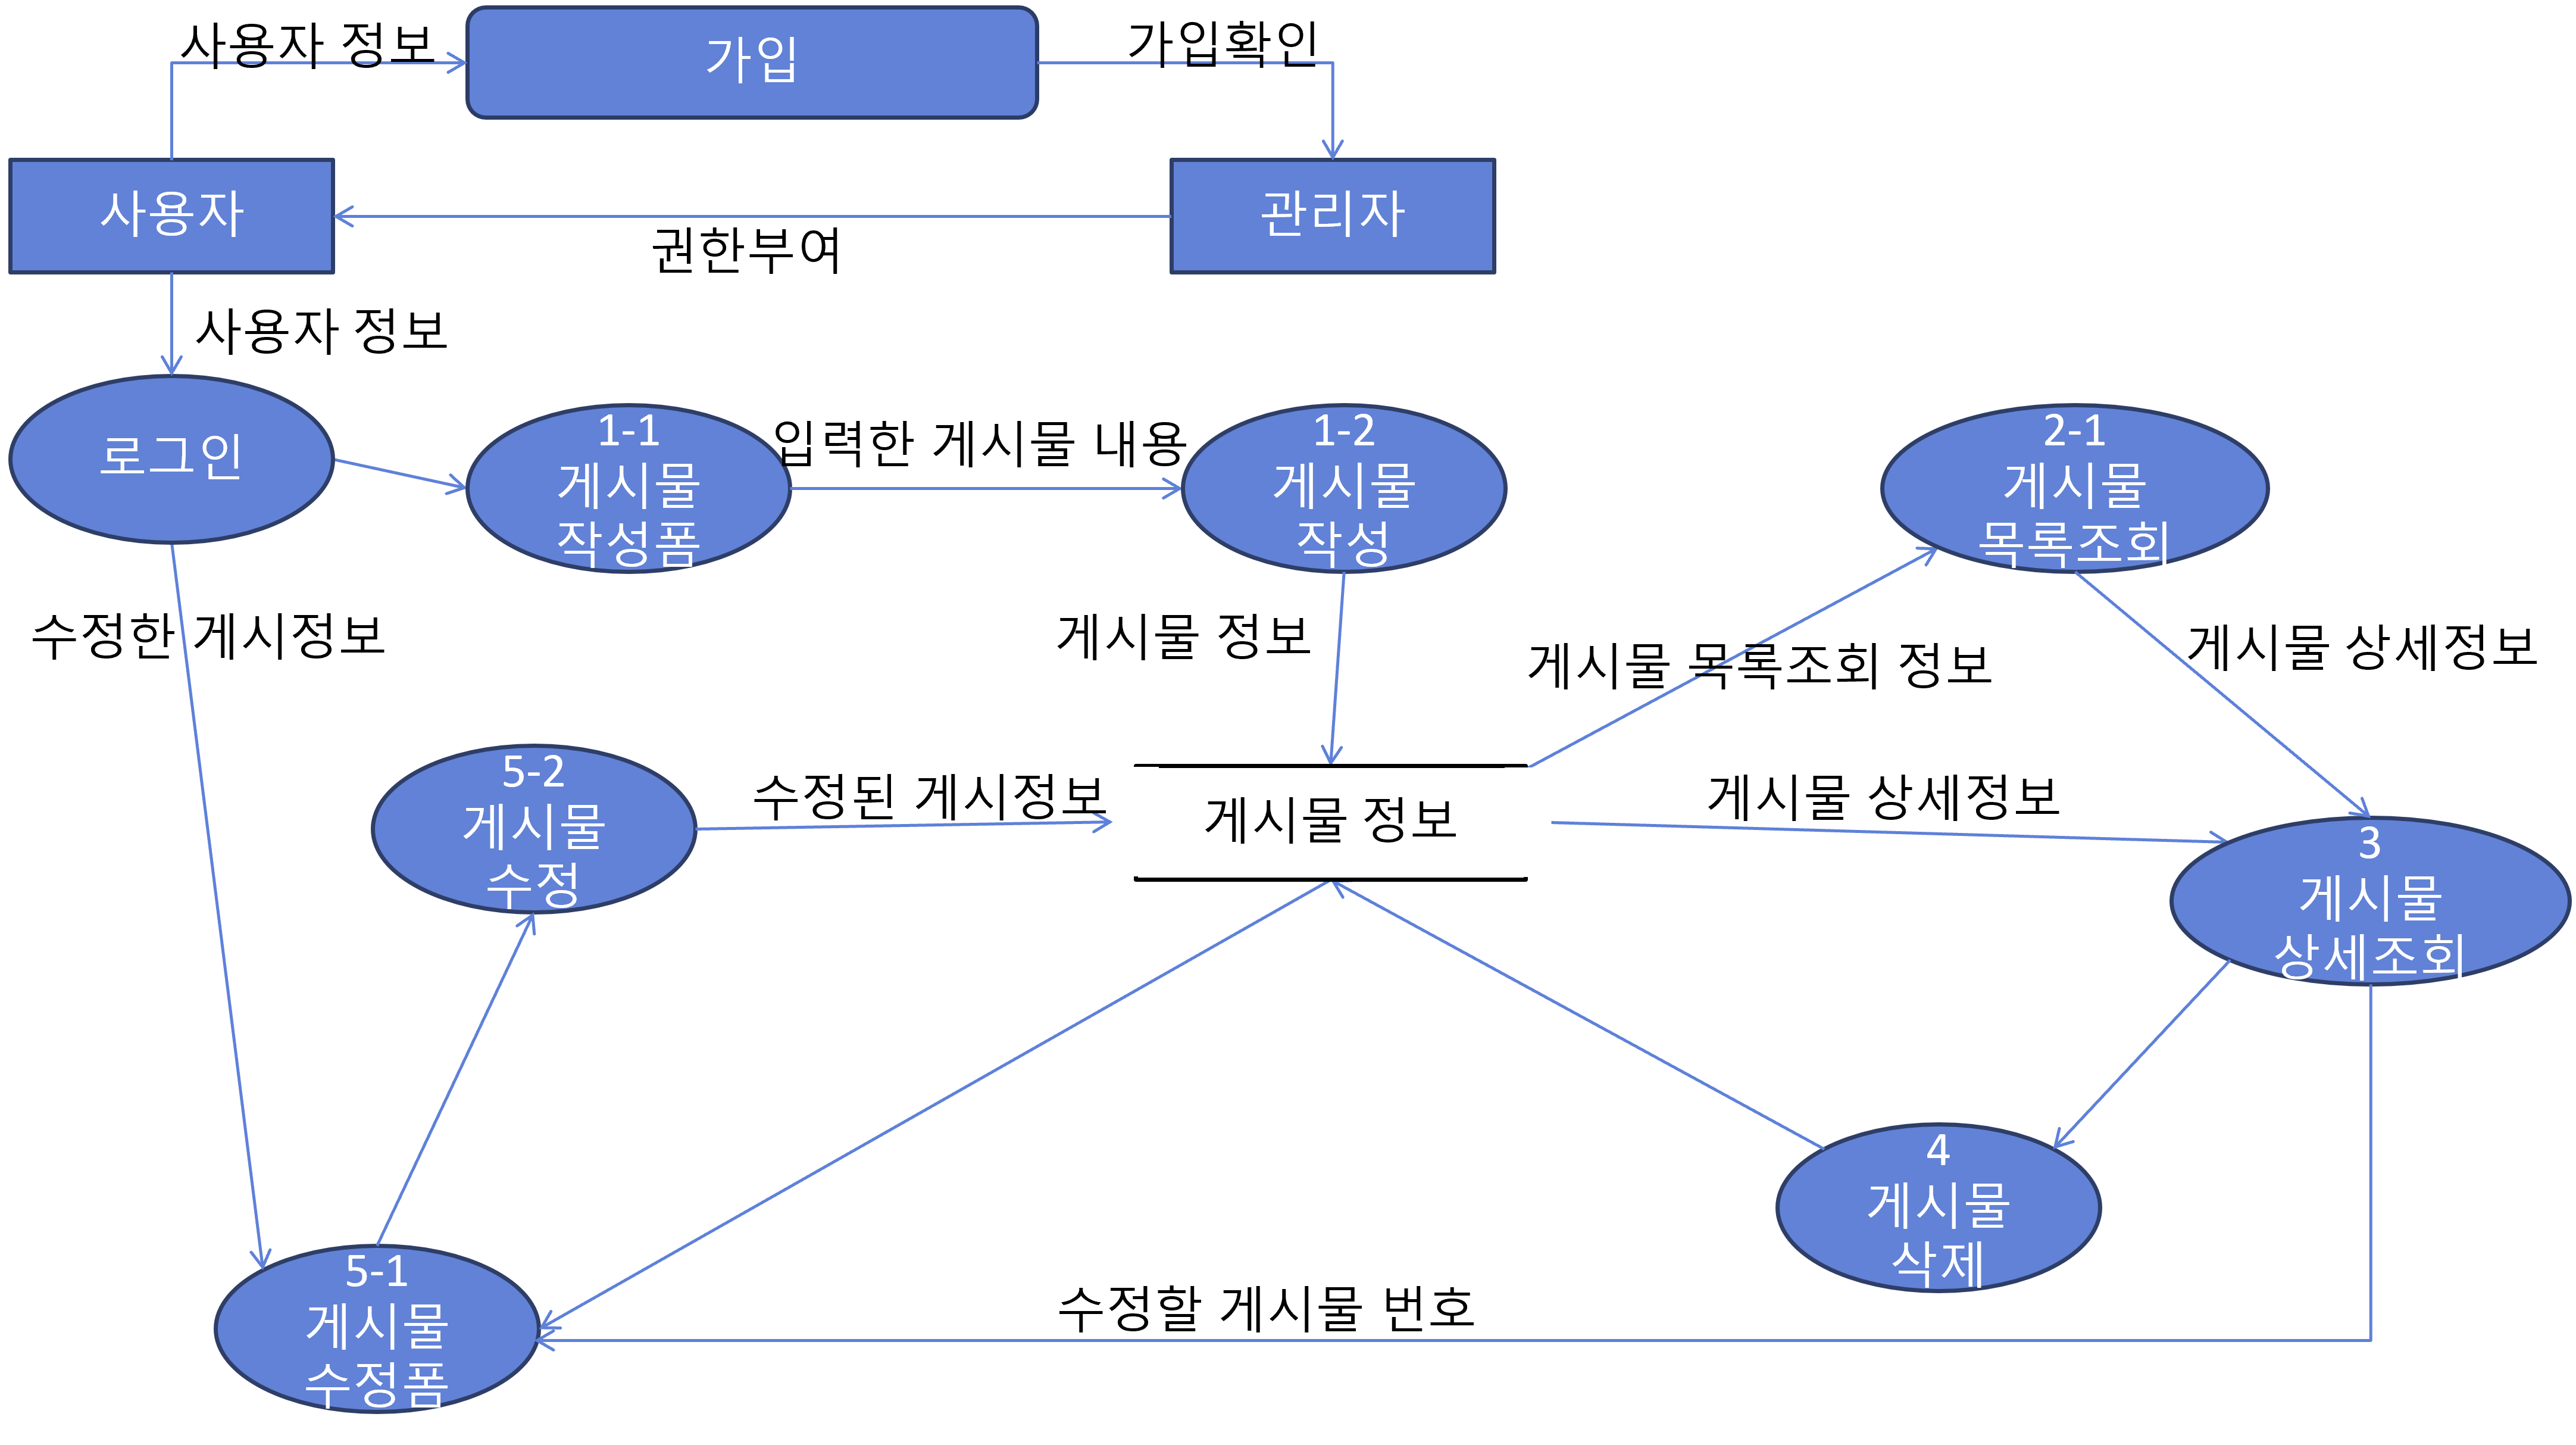 사용자 정보
가입
가입확인
사용자
관리자
권한부여
사용자 정보
로그인
1-1
게시물
작성폼
입력한 게시물 내용
1-2
게시물
작성
2-1
게시물
목록조회
수정한 게시정보
게시물 정보
게시물 목록조회 정보
게시물 상세정보
5-2
게시물
수정
수정된 게시정보
게시물 정보
게시물 상세정보
3
게시물
상세조회
4
게시물
삭제
5-1
게시물
수정폼
수정할 게시물 번호